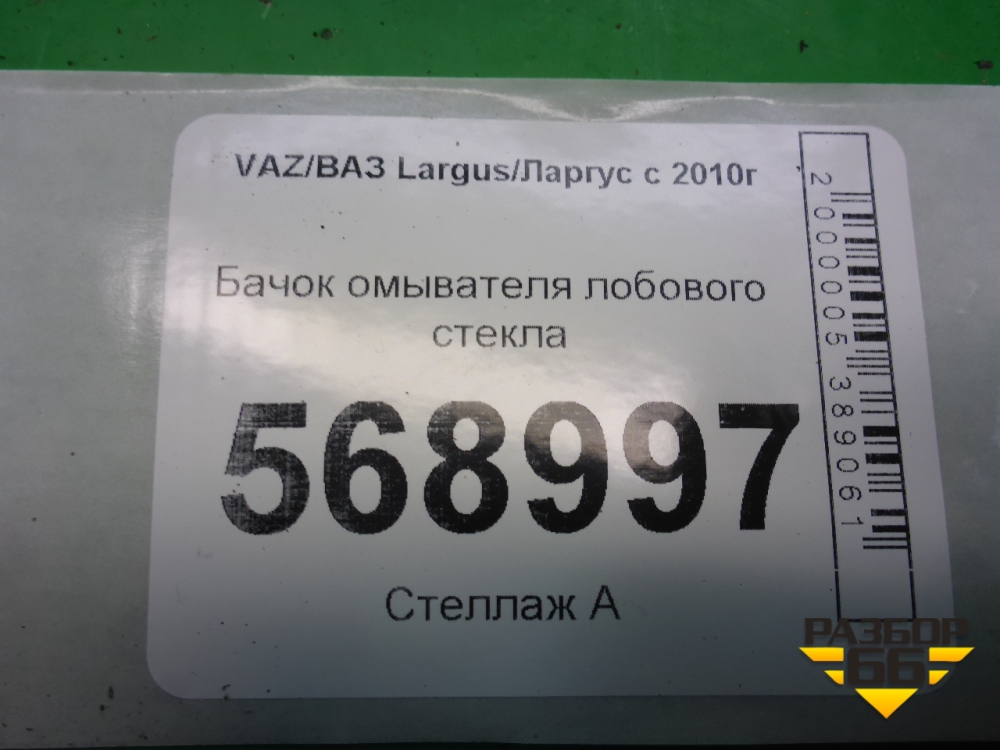 VAZ/ВАЗ Largus/Ларгус с 2010г
Бачок омывателя лобового
стекла
568997
Стеллаж А
2000005389061
РАЗБОР
66